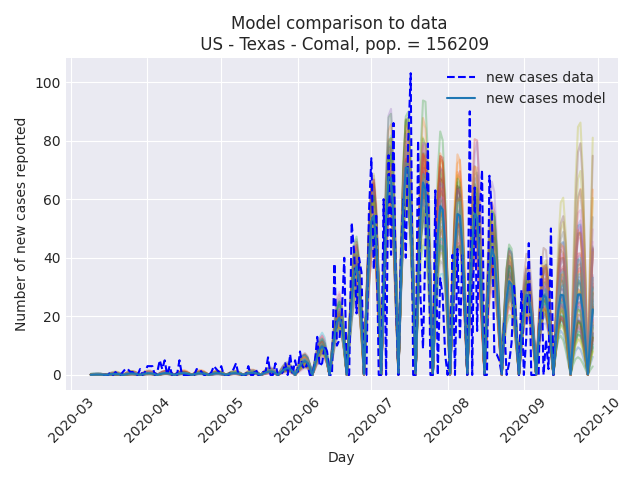 Model comparison to data
US - Texas - Comal, pop. = 156209
new cases data
new cases model
Number of new cases reported
100
80
60
40
20
0
2020-03
2020-04
2020-05
2020-06
2020-07
2020-08
2020-09
2020-10
Day